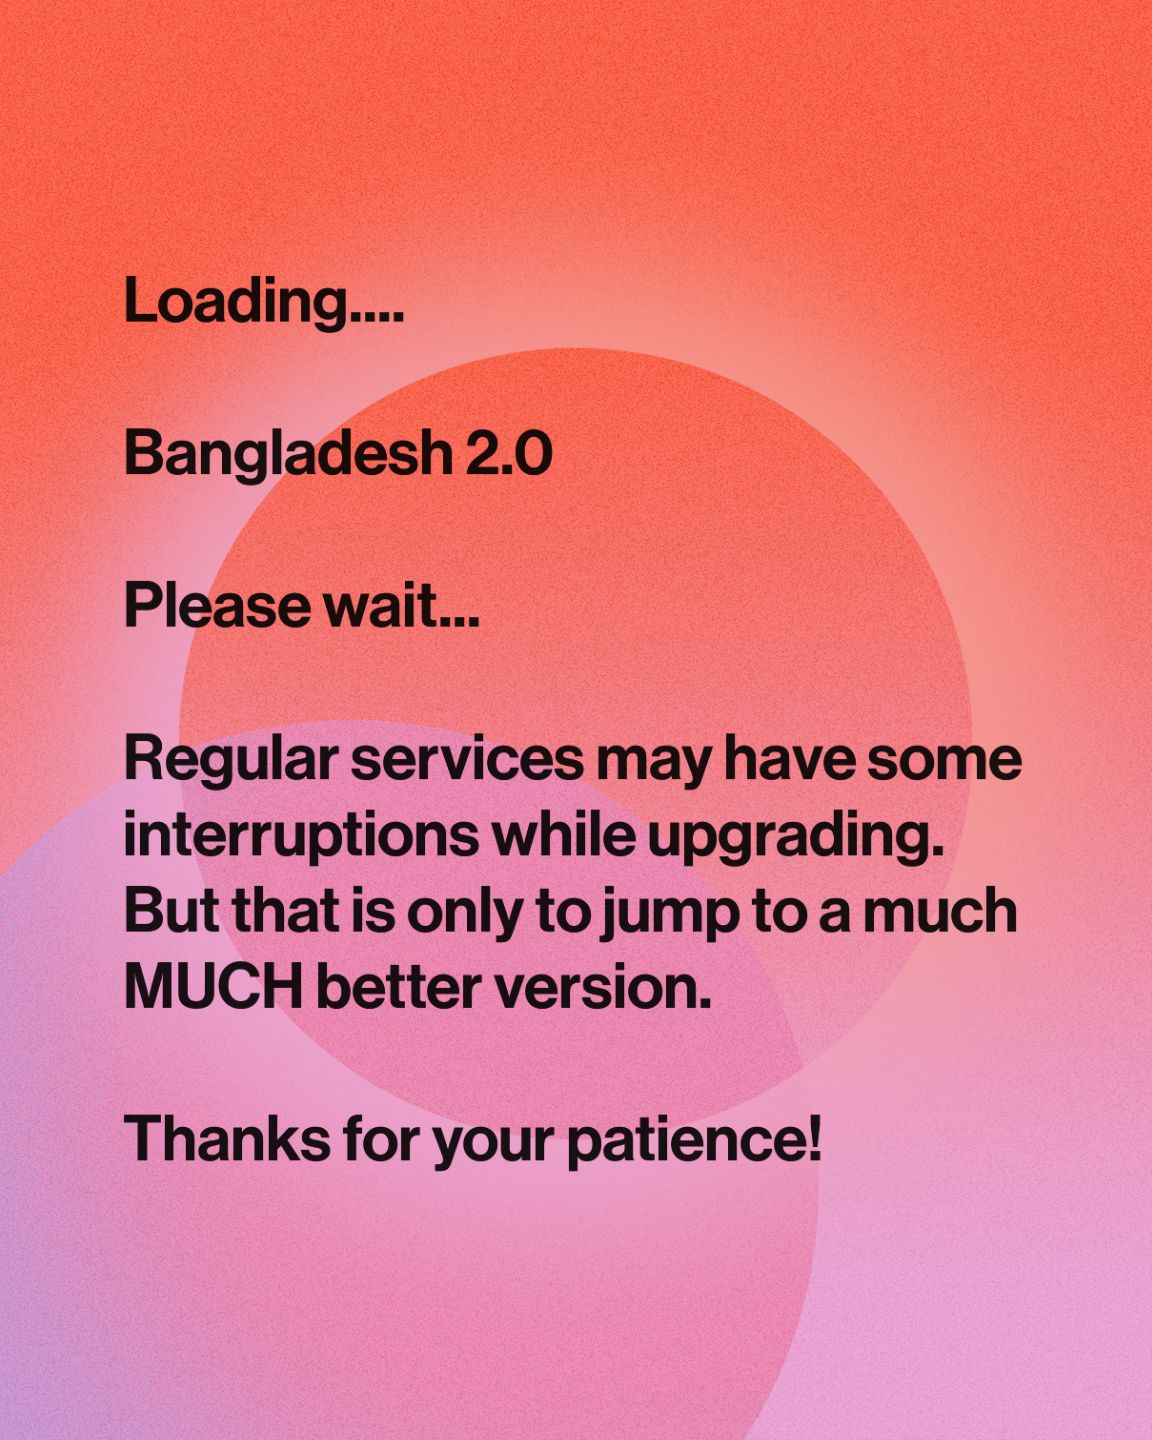 Loading....
Bangladesh 2.0
Please wait...
Regular services may have some
interruptions while upgrading.
But that is only to jump to a much
MUCH better version.
Thanks for your patience!